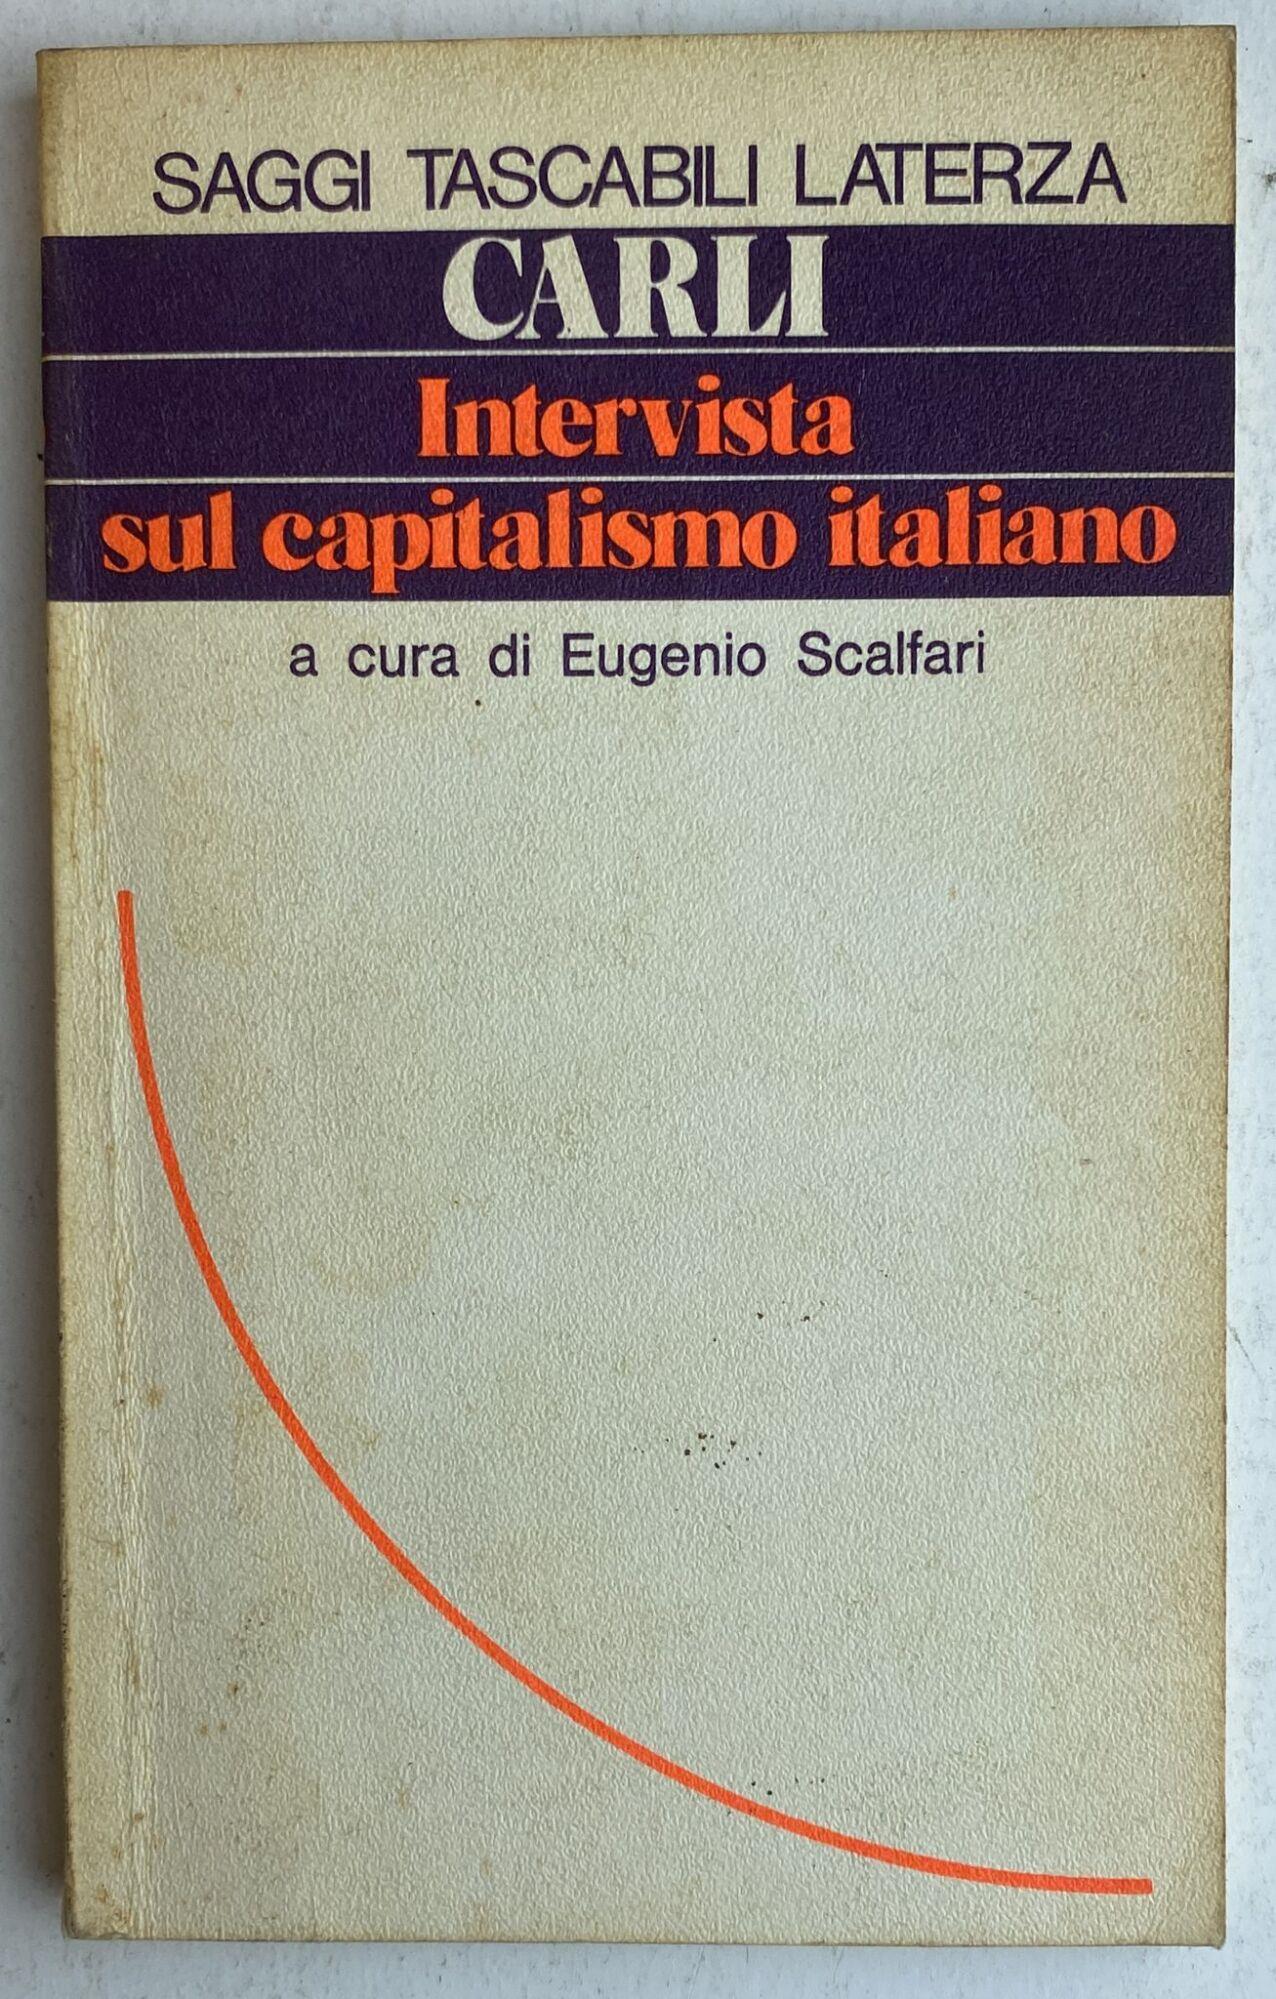 SAGGI TASCABILI LATERZA
CARLI
Intervista
sul capitalismo italiano
a cura di Eugenio Scalfari